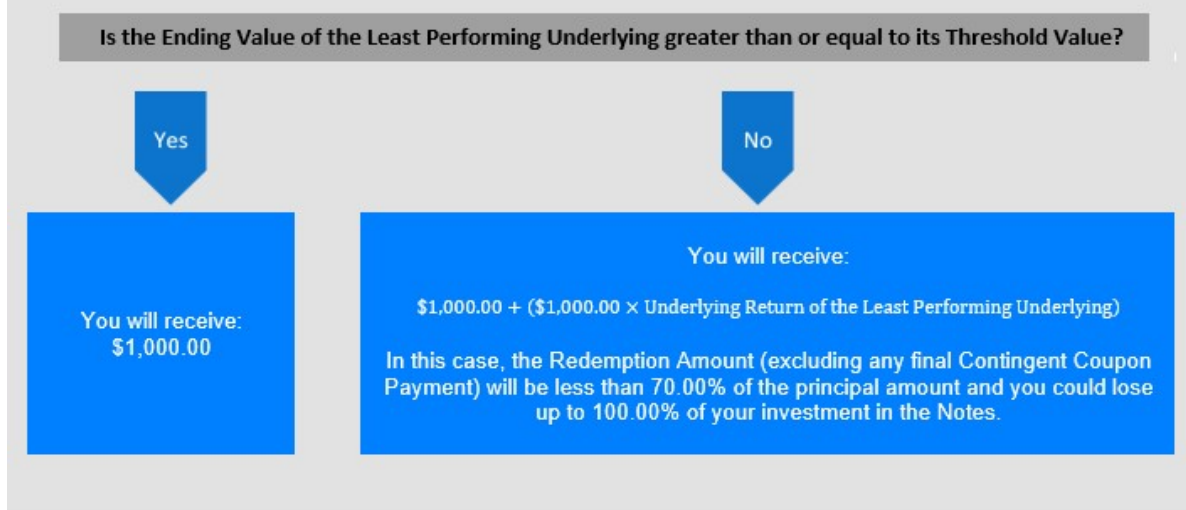 Is the Ending Value of the Least Performing Underlying greater than or equal to its Threshold Value?
Yes
No
You will receive:
$1,000.00
You will receive:
$1,000.00 + ($1,000.00 × Underlying Return of the Least Performing Underlying)
In this case, the Redemption Amount (excluding any final Contingent Coupon
Payment) will be less than 70.00% of the principal amount and you could lose
up to 100.00% of your investment in the Notes.